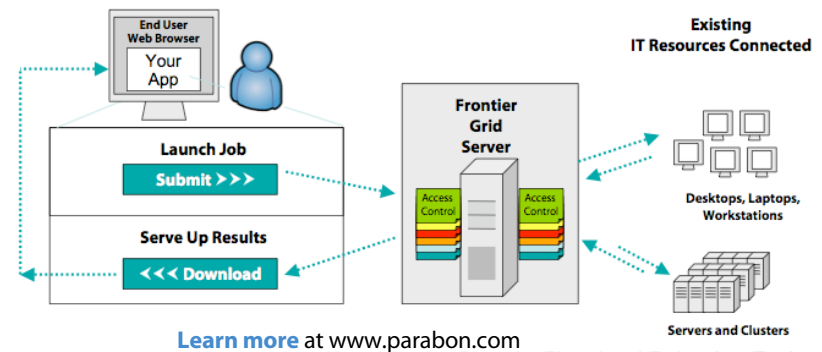 End User
Web Browser
Your
App
Existing
IT Resources Connected
Launch Job
Submit >>>
Serve Up Results
<<< Download
Frontier
Grid
Server
Access
Control
Access
Control
Desktops, Laptops,
Workstations
Servers and Clusters
Learn more at www.parabon.com